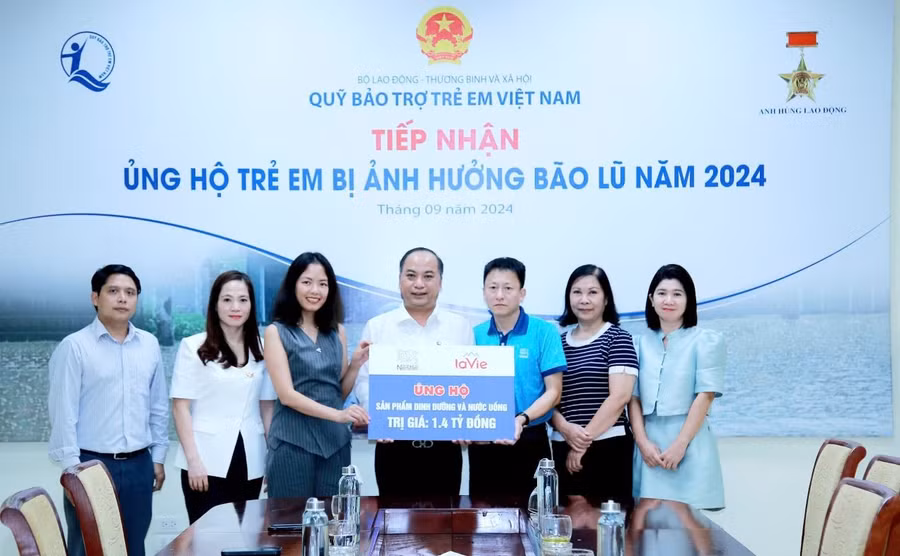 BỘ LAO ĐỘNG - THƯƠNG BINH VÀ XÃ HỘI
QUỸ BẢO TRỢ TRẺ EM VIỆT NAM
ANH HÙNG LAO ĐỘNG
TIẾP NHẬN
ỦNG HỘ TRẺ EM BỊ ẢNH HƯỞNG BÃO LŨ NĂM 2024
Tháng 09 năm 2024
Nestlé
laVie
ỦNG HỘ
SẢN PHẨM DINH DƯỠNG VÀ NƯỚC UỐNG
TRỊ GIÁ: 1.4 TỶ ĐỒNG